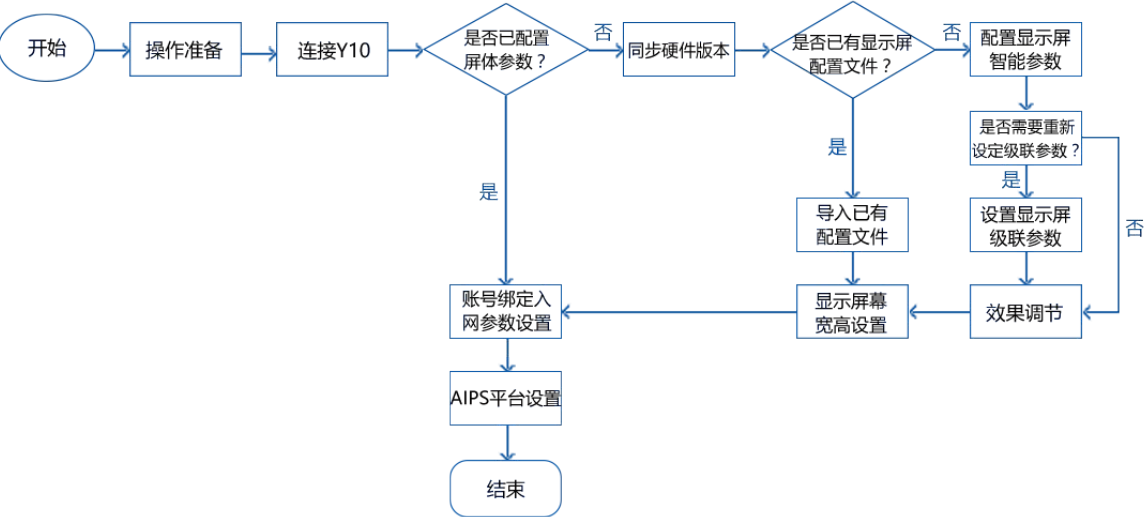 开始
操作准备
连接Y10
是否已配置
屏体参数？
否
同步硬件版本
是否已有显示屏
配置文件？
否
配置显示屏
智能参数
是否需要重新
设定级联参数？
是
是
是
导入已有
配置文件
设置显示屏
级联参数
否
账号绑定入
网参数设置
显示屏幕
宽高设置
效果调节
AIPS平台设置
结束